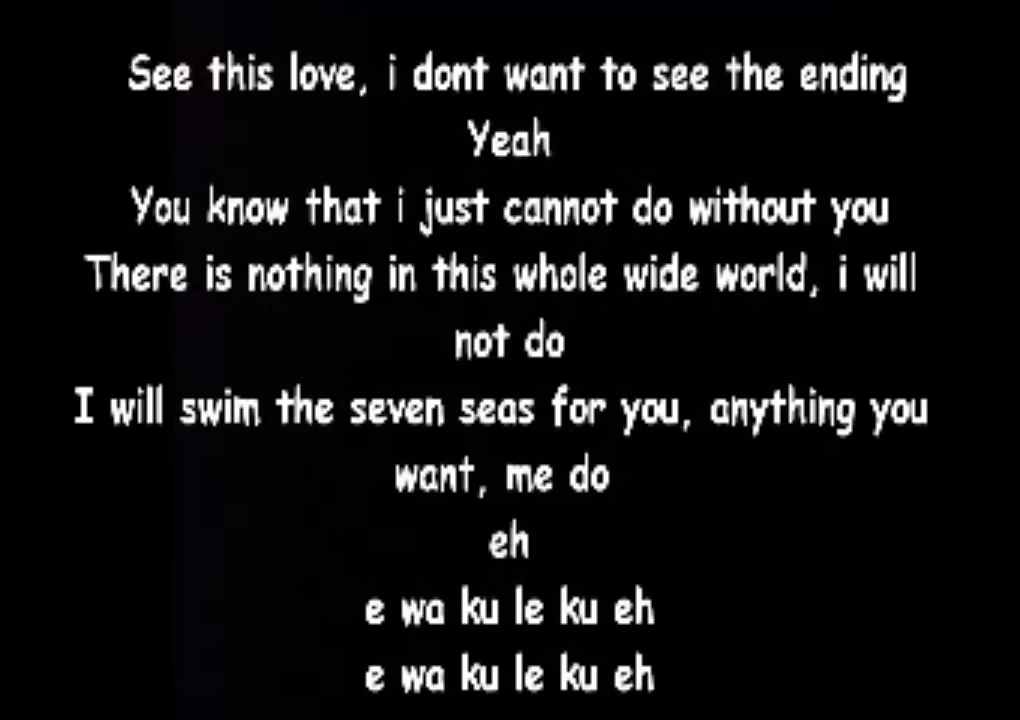 See this love, i dont want to see the ending
Yeah
You know that i just cannot do without you
There is nothing in this whole wide world, i will
not do
I will swim the seven seas for you, anything you
want, me do
eh
e wa ku le ku eh
e wa ku le ku eh